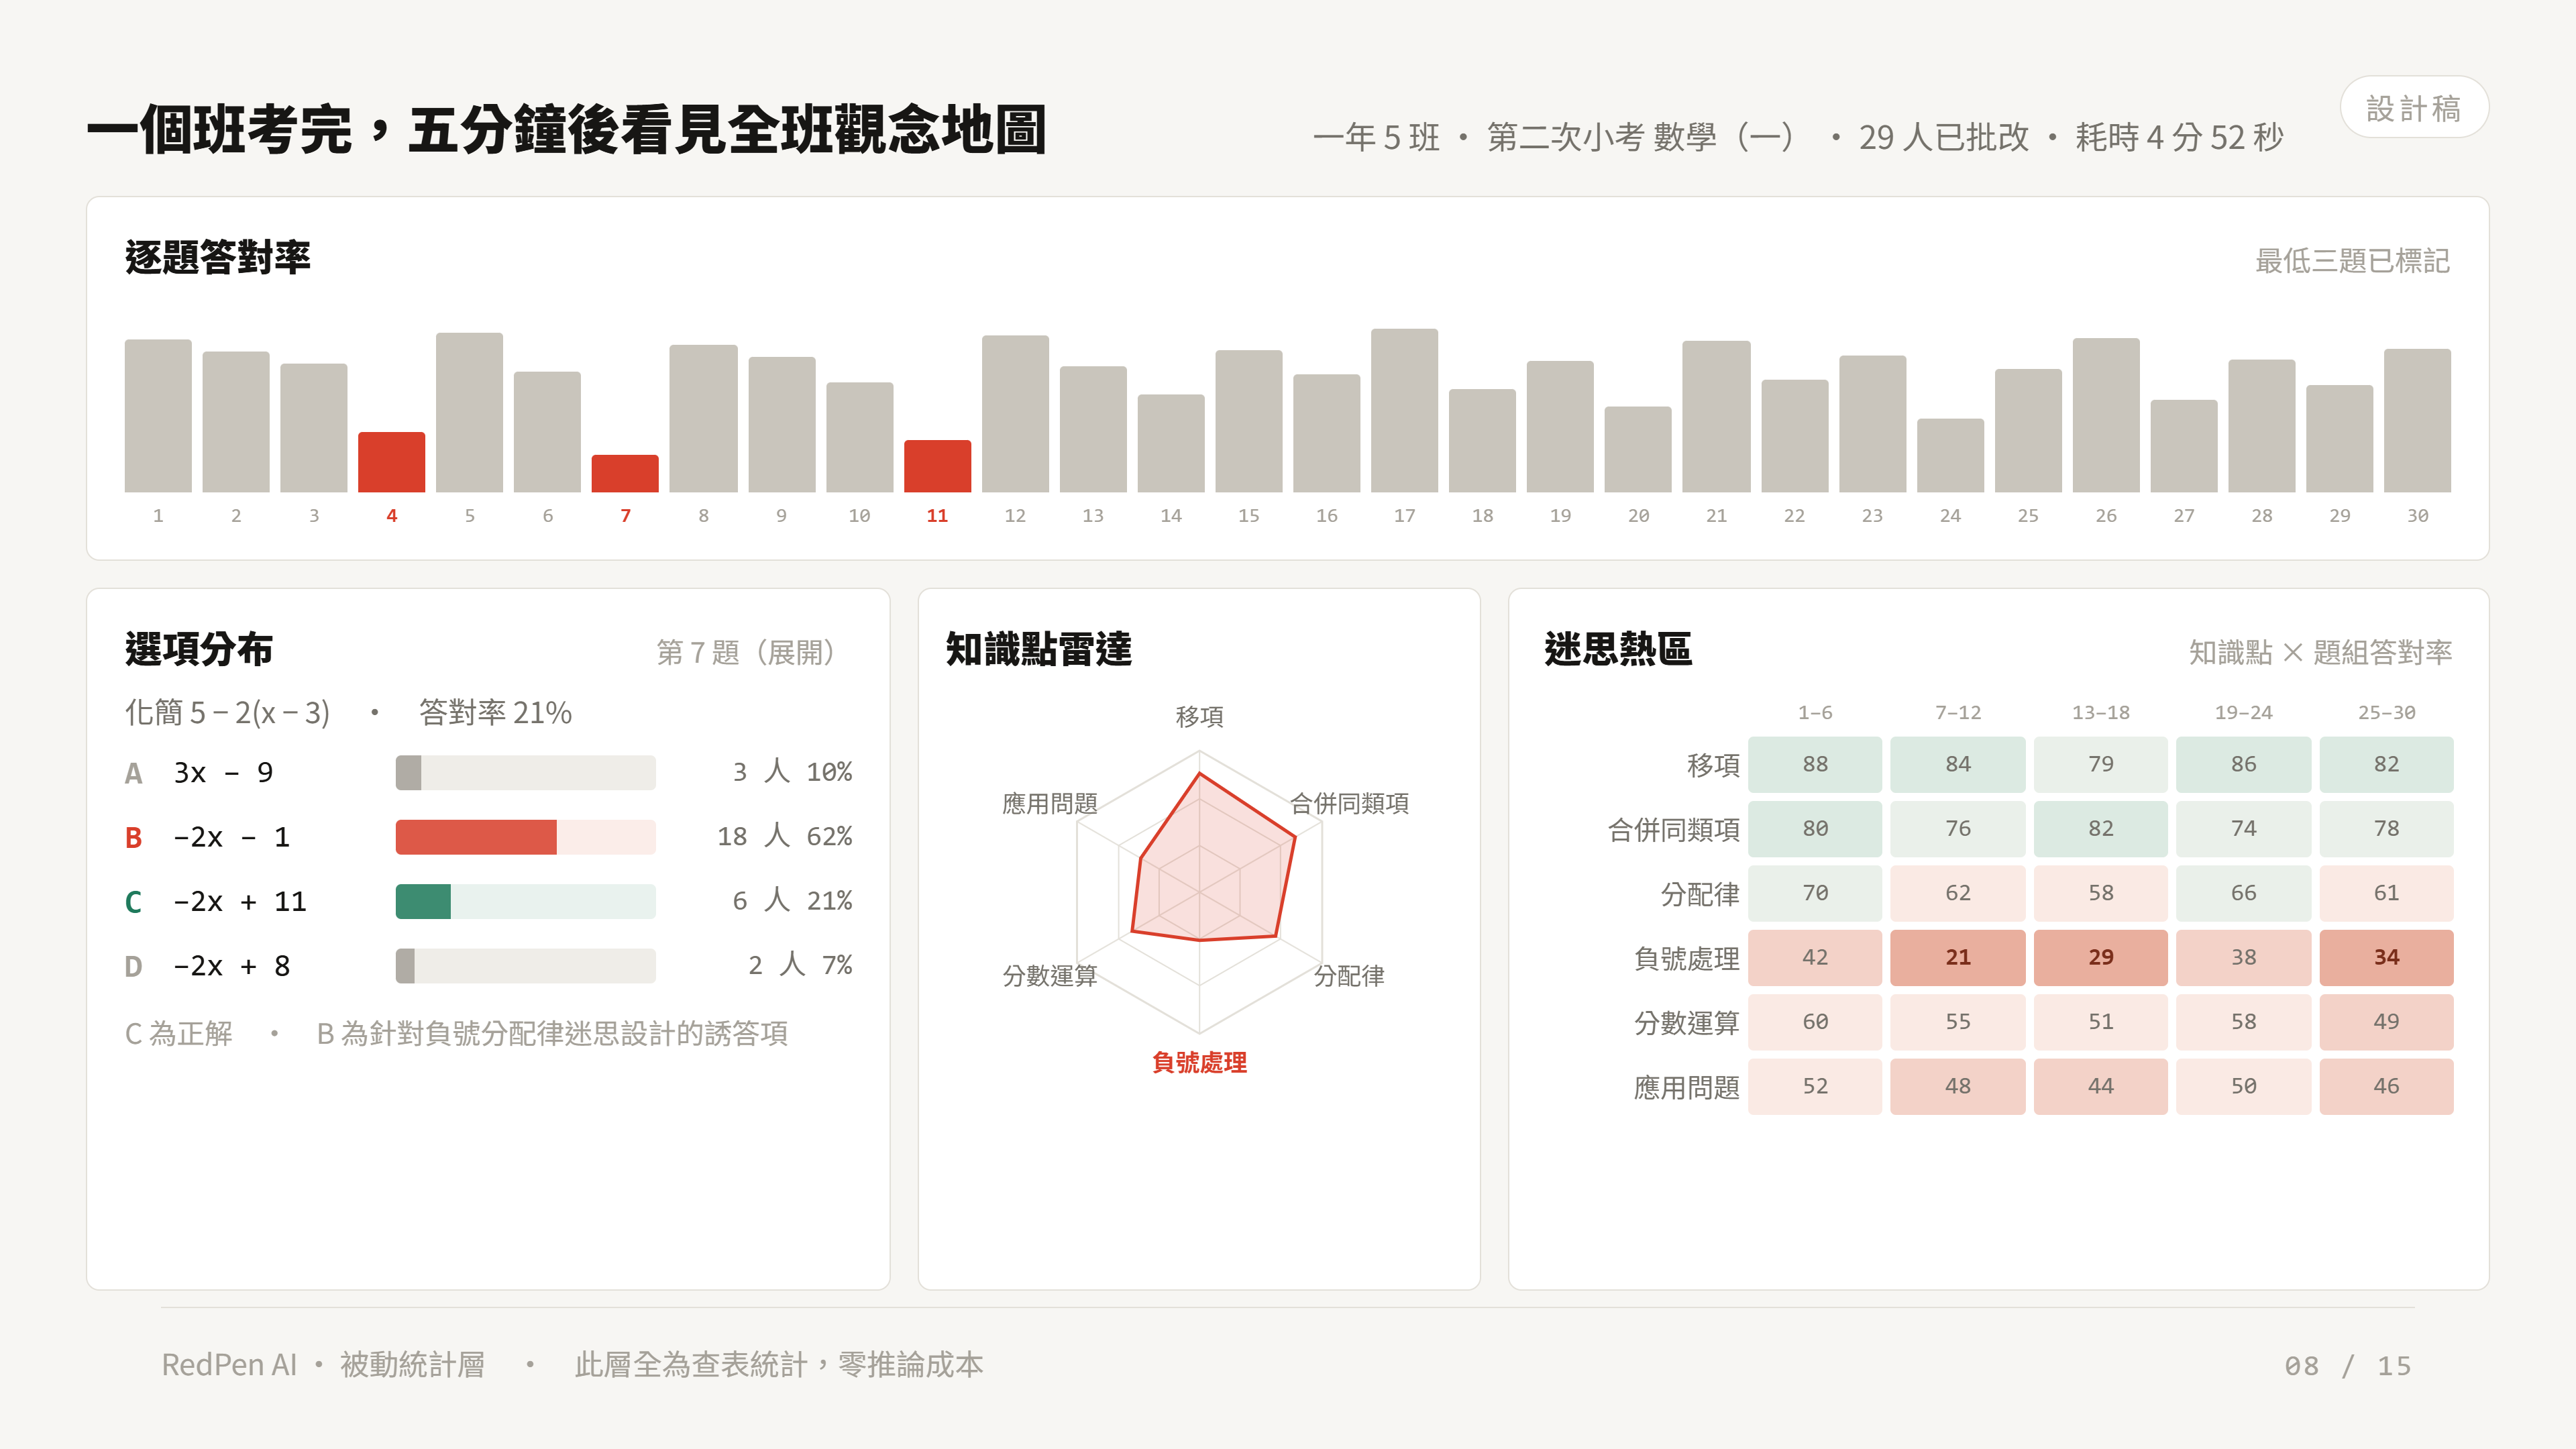 一個班考完，五分鐘後看見全班觀念地圖
一年 5 班 • 第二次小考 數學（一） • 29 人已批改 • 耗時 4 分 52 秒
設計稿
逐題答對率
最低三題已標記
1 2 3 4 5 6 7 8 9 10 11 12 13 14 15 16 17 18 19 20 21 22 23 24 25 26 27 28 29 30
選項分布
第 7 題（展開）
化簡 5 − 2(x − 3) • 答對率 21%
A 3x − 9 3 人 10%
B −2x − 1 18 人 62%
C −2x + 11 6 人 21%
D −2x + 8 2 人 7%
C 為正解 • B 為針對負號分配律迷思設計的誘答項
知識點雷達
移項
應用問題
合併同類項
分數運算
分配律
負號處理
迷思熱區
知識點 × 題組答對率
1–6 7–12 13–18 19–24 25–30
移項 88 84 79 86 82
合併同類項 80 76 82 74 78
分配律 70 62 58 66 61
負號處理 42 21 29 38 34
分數運算 60 55 51 58 49
應用問題 52 48 44 50 46
RedPen AI • 被動統計層 • 此層全為查表統計，零推論成本
08 / 15